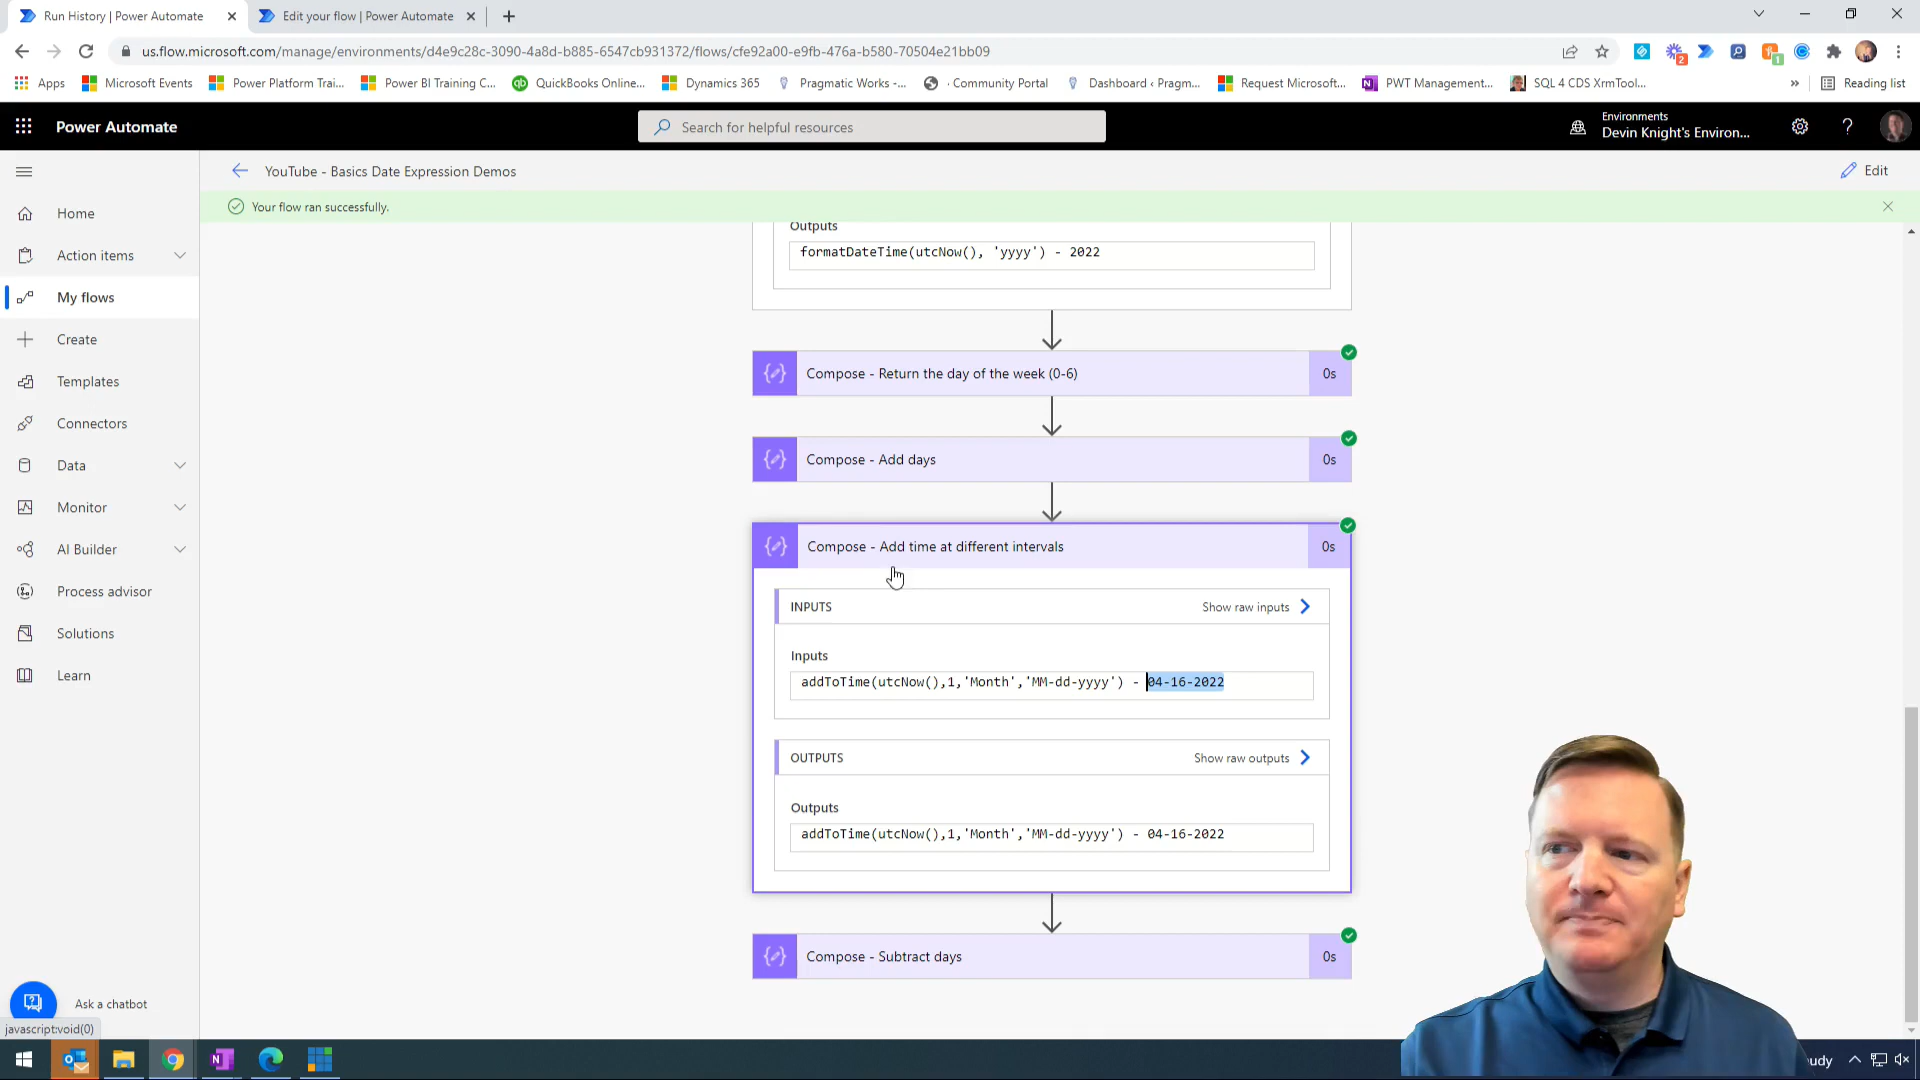 Run History | Power Automate
Edit your flow | Power Automate
us.flow.microsoft.com/manage/environments/d4e9c28c-3090-4a8d-b885-6547cb931372/flows/cfe92a00-e9fb-476a-b580-70504e21bb09
2
1
Apps
Microsoft Events
Power Platform Trai...
Power BI Training C...
QuickBooks Online...
Dynamics 365
Pragmatic Works -...
· Community Portal
Dashboard ‹ Pragm...
Request Microsoft...
PWT Management...
SQL 4 CDS XrmTool...
»
Reading list
Power Automate
Search for helpful resources
Environments
Devin Knight's Environ...
?
YouTube - Basics Date Expression Demos
Edit
Your flow ran successfully.
Home
Action items
My flows
Create
Templates
Connectors
Data
Monitor
AI Builder
Process advisor
Solutions
Learn
Ask a chatbot
javascript:void(0)
Outputs
formatDateTime(utcNow(), 'yyyy') - 2022
Compose - Return the day of the week (0-6)
0s
Compose - Add days
0s
Compose - Add time at different intervals
0s
INPUTS
Show raw inputs
Inputs
addToTime(utcNow(),1,'Month','MM-dd-yyyy') - 04-16-2022
OUTPUTS
Show raw outputs
Outputs
addToTime(utcNow(),1,'Month','MM-dd-yyyy') - 04-16-2022
Compose - Subtract days
0s
udy